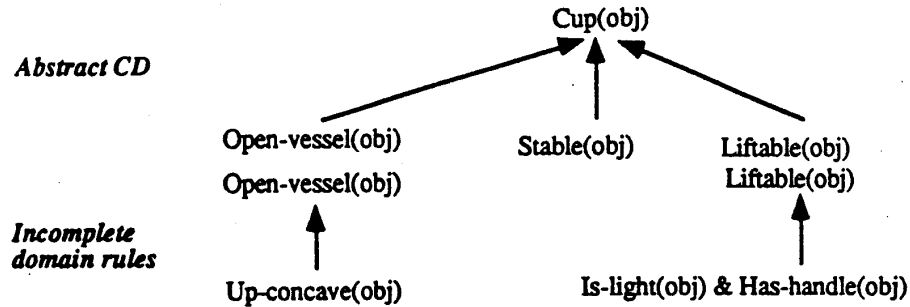 Cup(obj)
Abstract CD
Open-vessel(obj) Stable(obj) Liftable(obj)
Open-vessel(obj) Liftable(obj)
Incomplete
domain rules
Up-concave(obj) Is-light(obj) & Has-handle(obj)